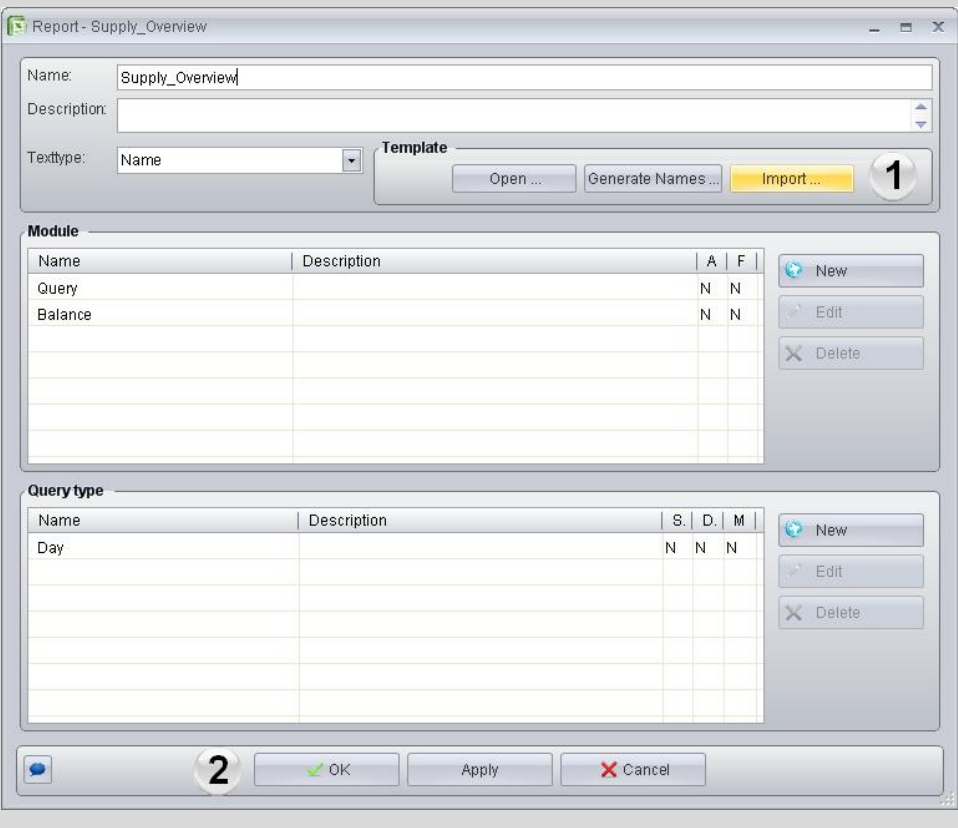 Report - Supply_Overview
Name: Supply_Overview
Description:
Texttype: Name
Template
Open ... Generate Names ... Import ... 1
Module
Name Description A F
Query N N
Balance N N
New
Edit
Delete
Query type
Name Description S. D. M
Day N N N
New
Edit
Delete
2 OK Apply Cancel